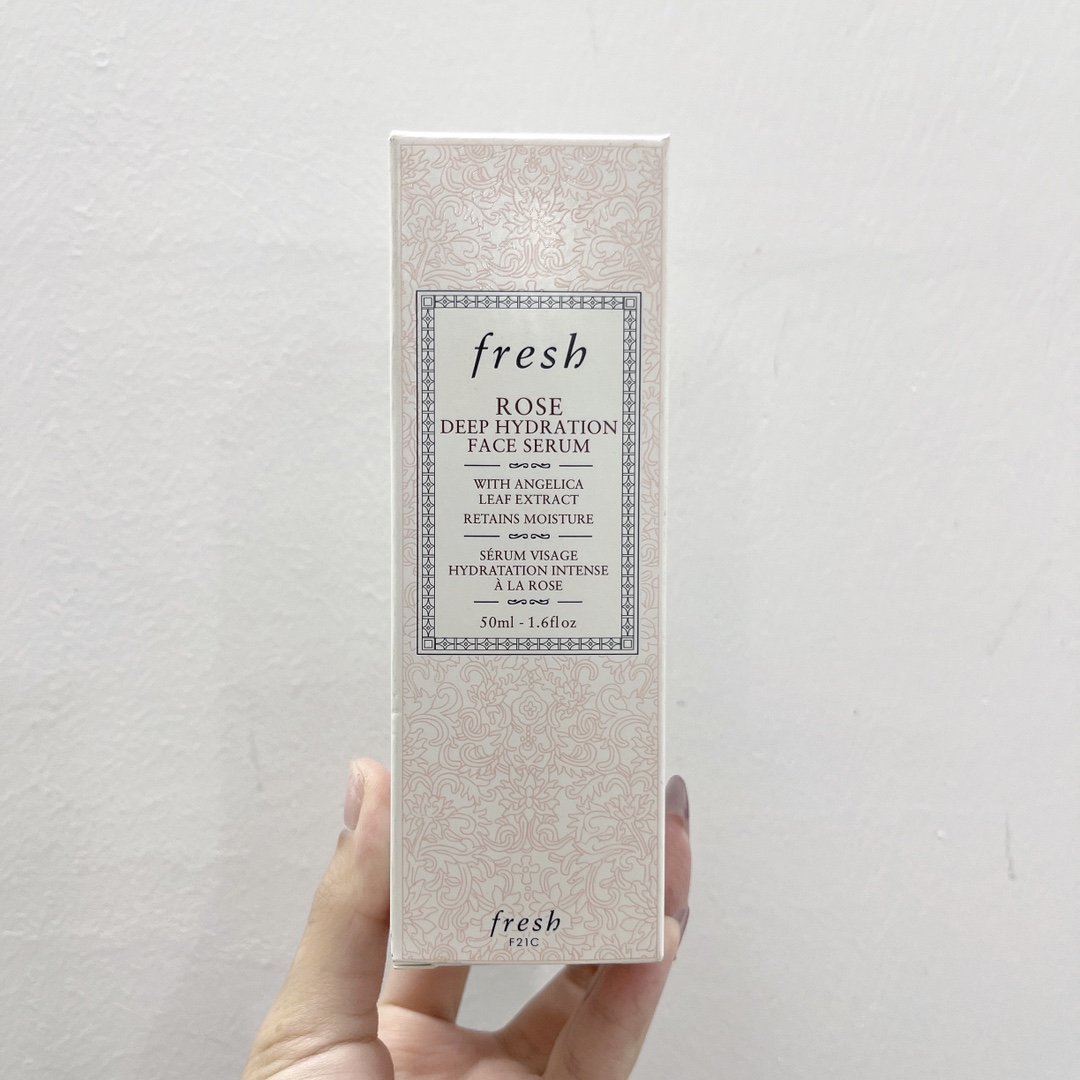 fresh
ROSE
DEEP HYDRATION
FACE SERUM
WITH ANGELICA
LEAF EXTRACT
RETAINS MOISTURE
SÉRUM VISAGE
HYDRATATION INTENSE
À LA ROSE
50ml - 1.6fl oz
fresh
F21C